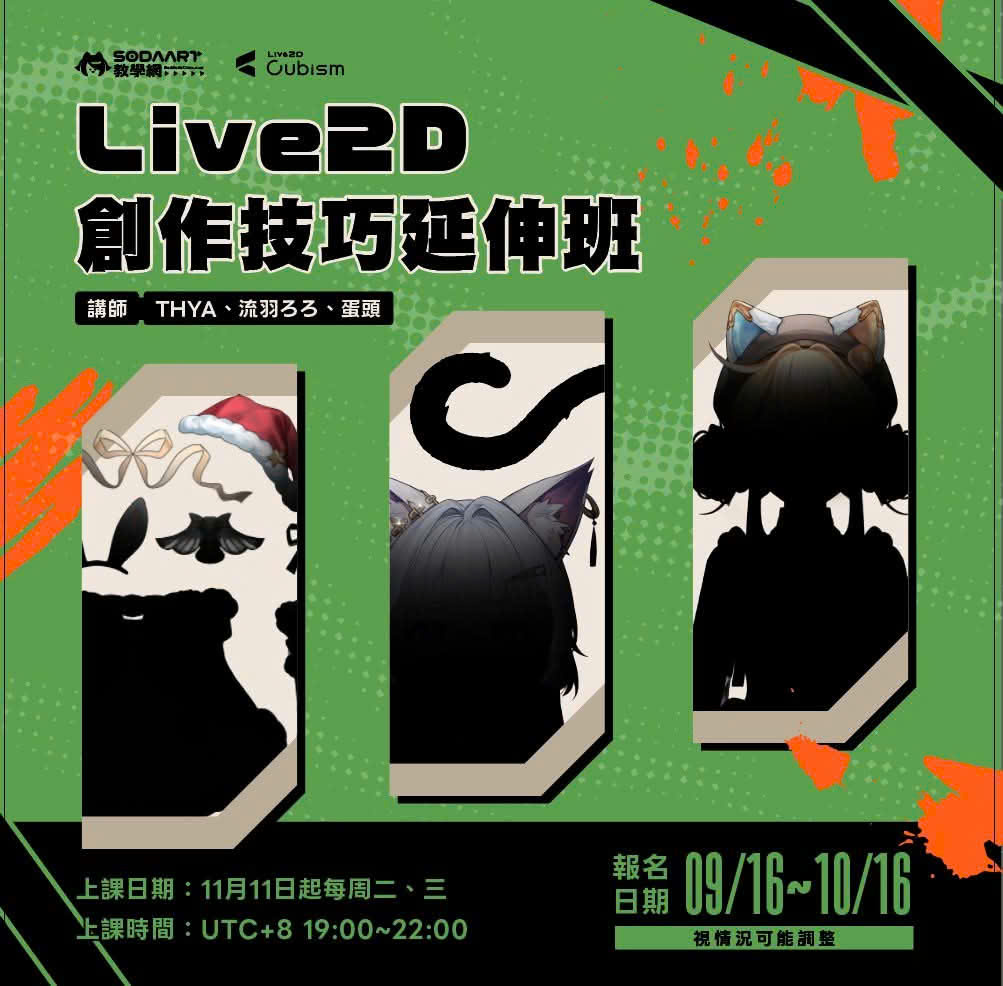 SODAART
教學網
Live2D
Cubism
Live2D
創作技巧延伸班
講師 THYA、流羽ろろ、蛋頭
上課日期：11月11日起每周二、三
上課時間：UTC+8 19:00~22:00
報名日期 09/16~10/16
視情況可能調整